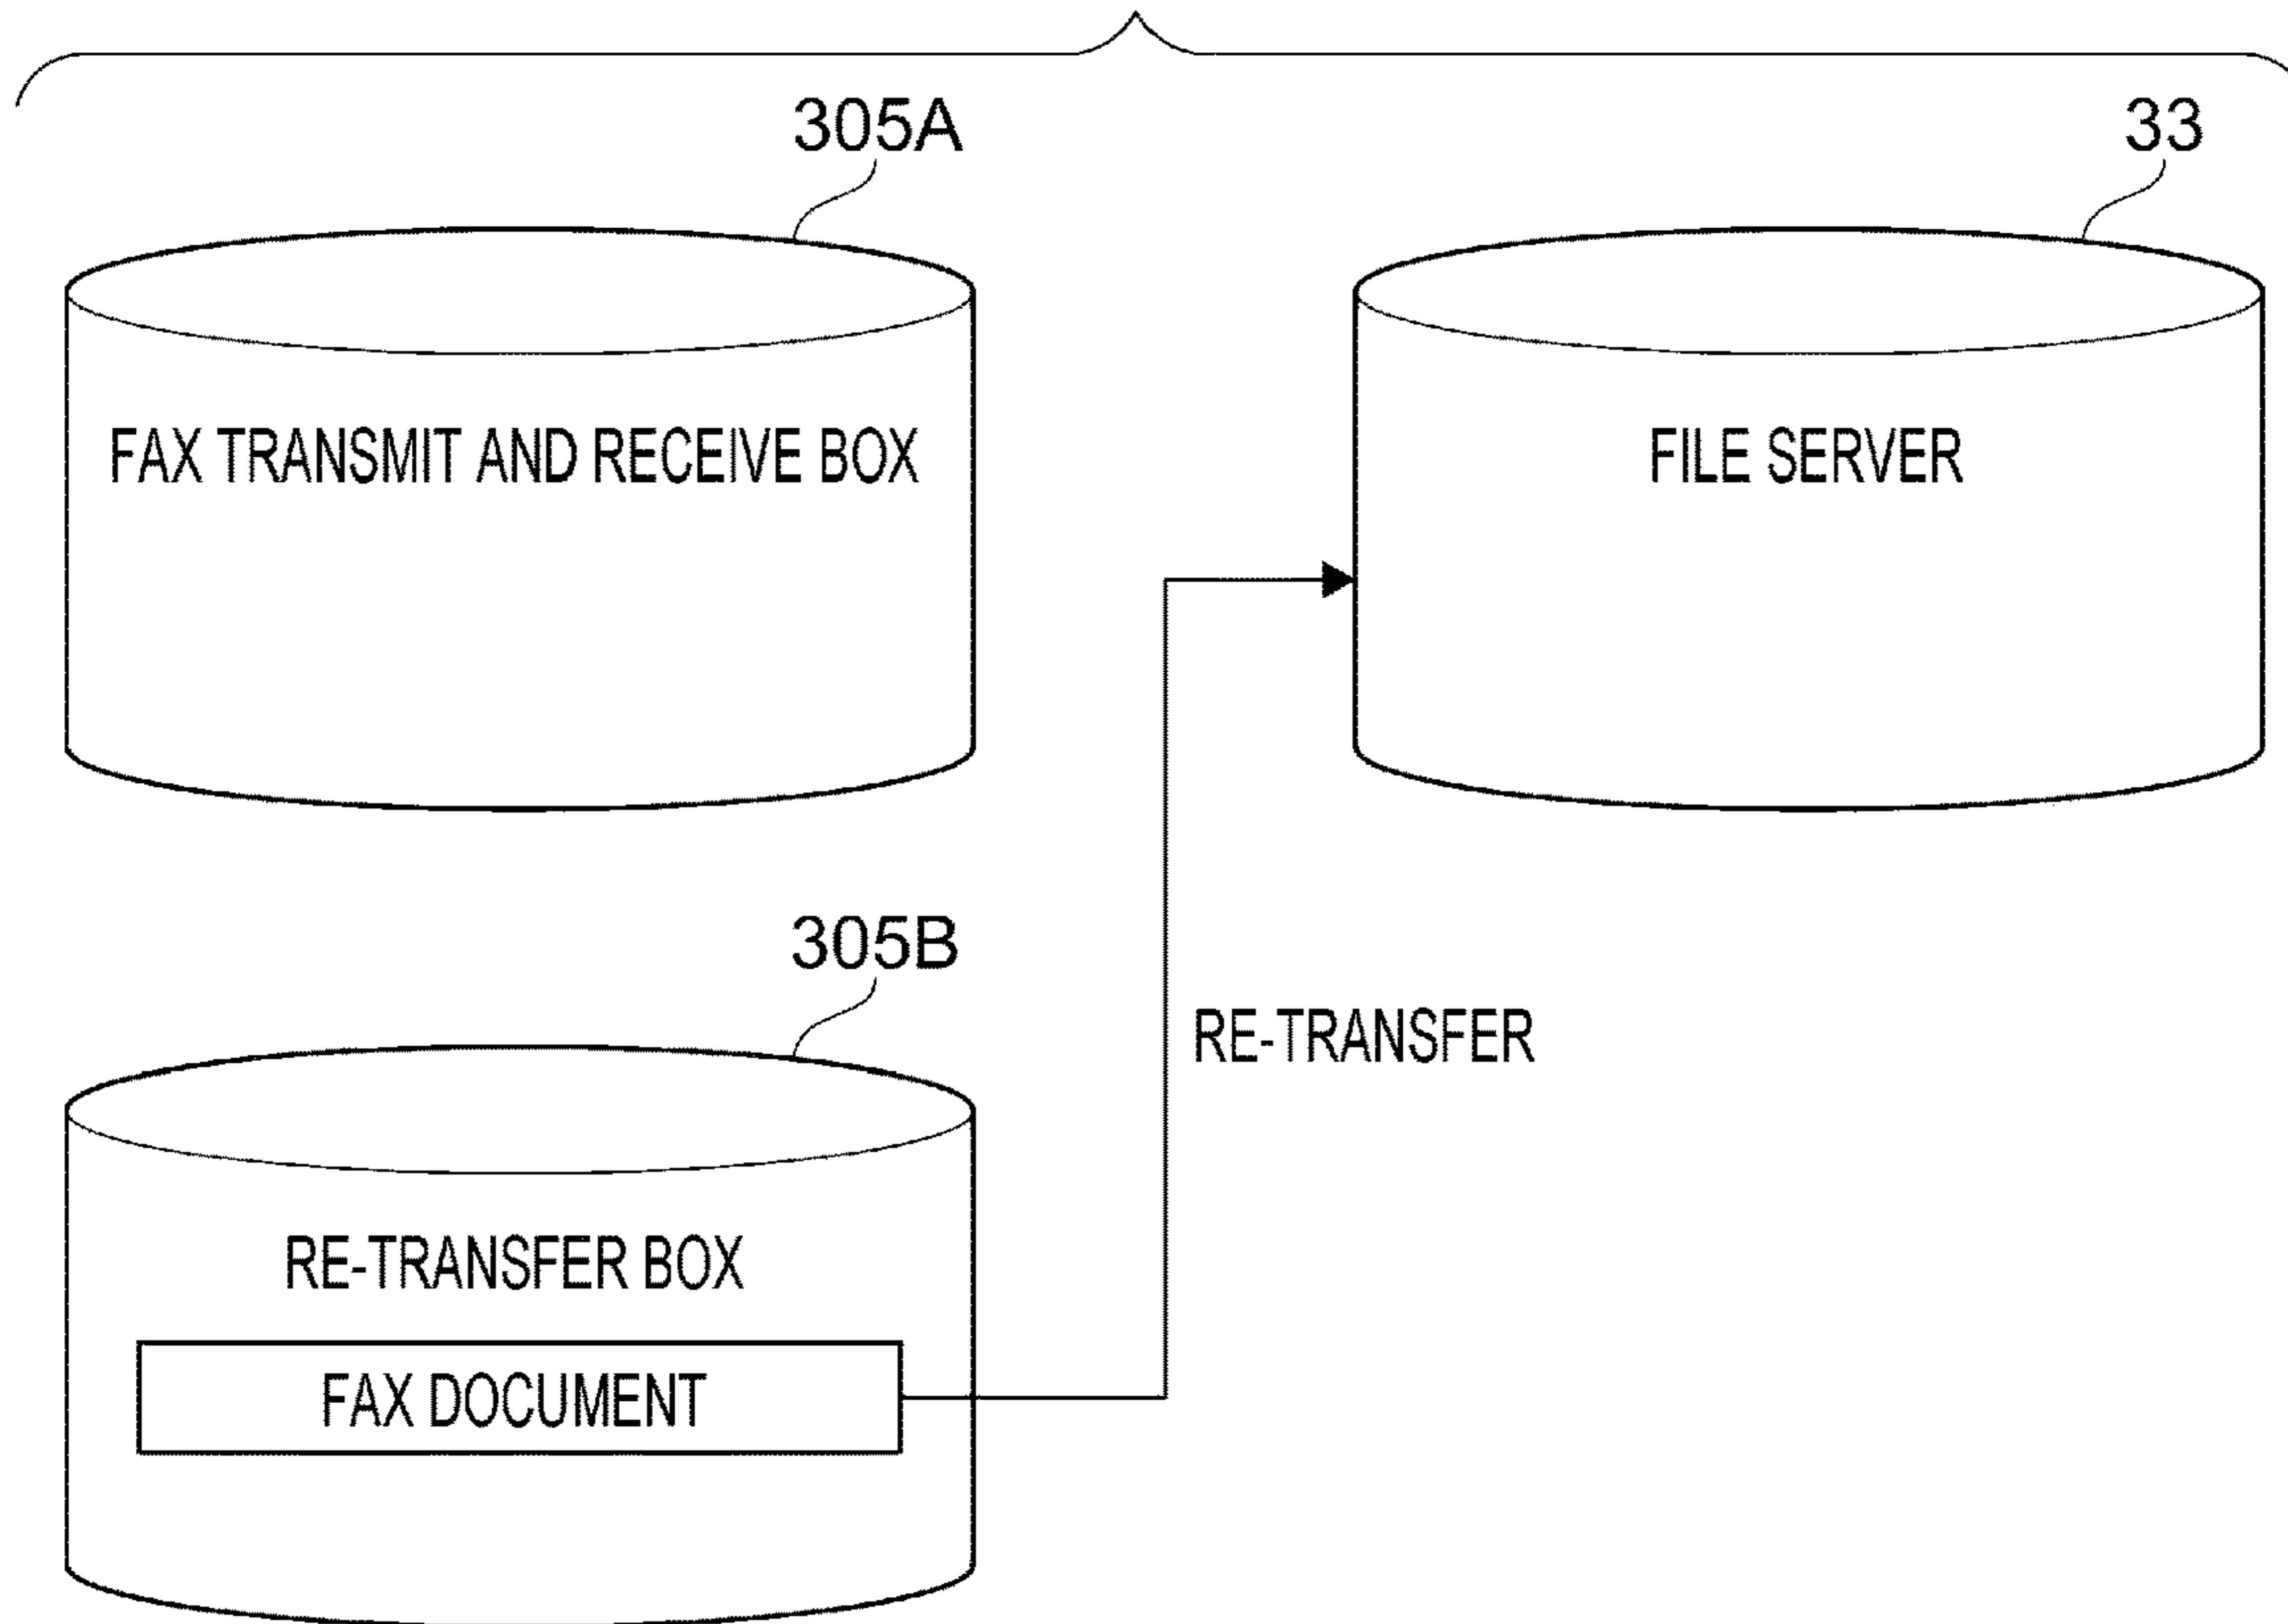 305A
33
FAX TRANSMIT AND RECEIVE BOX
FILE SERVER
305B
RE-TRANSFER
RE-TRANSFER BOX
FAX DOCUMENT